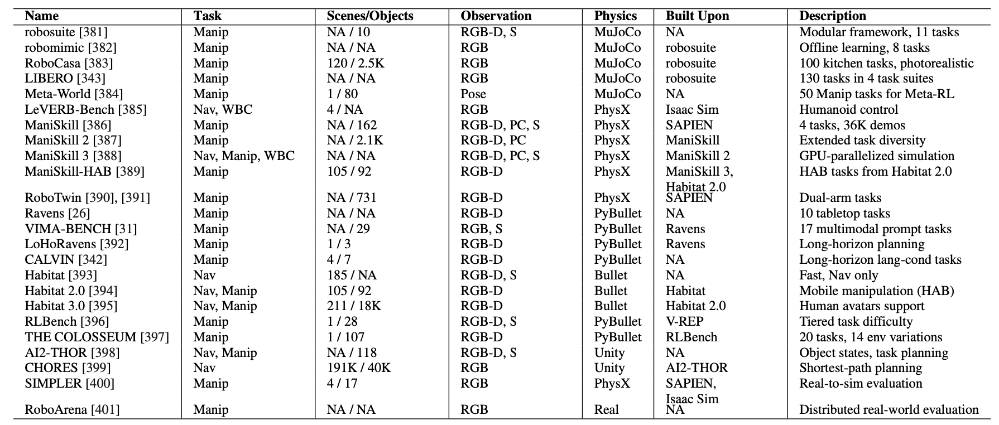 Name Task Scenes/Objects Observation Physics Built Upon Description
robosuite [381] Manip NA / 10 RGB-D, S MuJoCo NA Modular framework, 11 tasks
robomimic [382] Manip NA / NA RGB MuJoCo robosuite Offline learning, 8 tasks
RoboCasa [383] Manip 120 / 2.5K RGB MuJoCo robosuite 100 kitchen tasks, photorealistic
LIBERO [343] Manip NA / NA RGB MuJoCo robosuite 130 tasks in 4 task suites
Meta-World [384] Manip 1 / 80 Pose MuJoCo NA 50 Manip tasks for Meta-RL
LeVERB-Bench [385] Nav, WBC 4 / NA RGB PhysX Isaac Sim Humanoid control
ManiSkill [386] Manip NA / 162 RGB-D, PC, S PhysX SAPIEN 4 tasks, 36K demos
ManiSkill 2 [387] Manip NA / 2.1K RGB-D, PC PhysX ManiSkill Extended task diversity
ManiSkill 3 [388] Nav, Manip, WBC NA / NA RGB-D, PC, S PhysX ManiSkill 2 GPU-parallelized simulation
ManiSkill-HAB [389] Manip 105 / 92 RGB-D PhysX ManiSkill 3, HAB tasks from Habitat 2.0
Habitat 2.0
RoboTwin [390], [391] Manip NA / 731 RGB-D PhysX SAPIEN Dual-arm tasks
Ravens [26] Manip NA / NA RGB-D PyBullet NA 10 tabletop tasks
VIMA-BENCH [31] Manip NA / 29 RGB, S PyBullet Ravens 17 multimodal prompt tasks
LoHoRavens [392] Manip 1 / 3 RGB-D PyBullet Ravens Long-horizon planning
CALVIN [342] Manip 4 / 7 RGB-D PyBullet NA Long-horizon lang-cond tasks
Habitat [393] Nav 185 / NA RGB-D, S Bullet NA Fast, Nav only
Habitat 2.0 [394] Nav, Manip 105 / 92 RGB-D Bullet Habitat Mobile manipulation (HAB)
Habitat 3.0 [395] Nav, Manip 211 / 18K RGB-D Bullet Habitat 2.0 Human avatars support
RLBench [396] Manip 1 / 28 RGB-D, S PyBullet V-REP Tiered task difficulty
THE COLOSSEUM [397] Manip 1 / 107 RGB-D PyBullet RLBench 20 tasks, 14 env variations
AI2-THOR [398] Nav, Manip NA / 118 RGB-D, S Unity NA Object states, task planning
CHORES [399] Nav 191K / 40K RGB Unity AI2-THOR Shortest-path planning
SIMPLER [400] Manip 4 / 17 RGB PhysX SAPIEN, Real-to-sim evaluation
Isaac Sim
RoboArena [401] Manip NA / NA RGB Real NA Distributed real-world evaluation